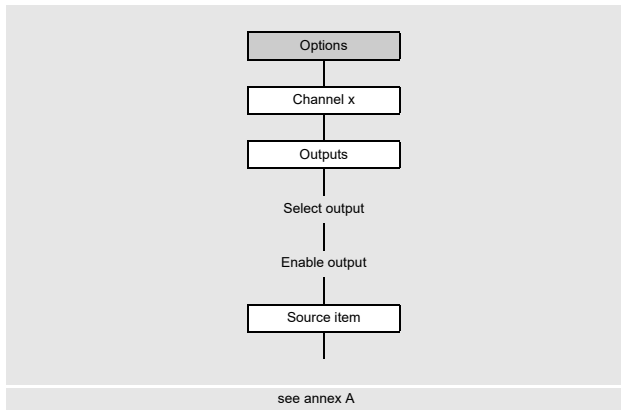 Options
Channel x
Outputs
Select output
Enable output
Source item
see annex A